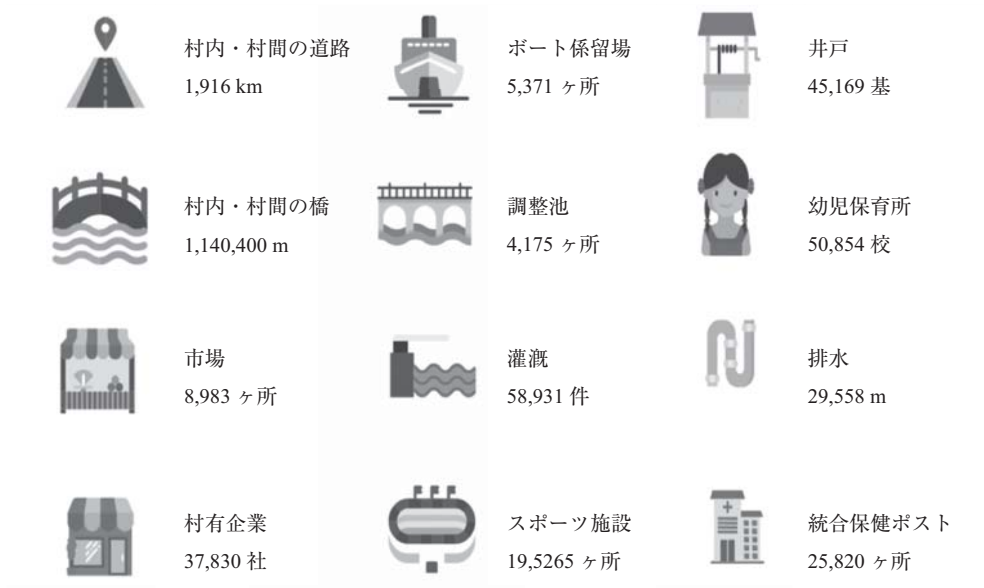 村内・村間の道路
1,916 km
ボート係留場
5,371 ヶ所
井戸
45,169 基
村内・村間の橋
1,140,400 m
調整池
4,175 ヶ所
幼児保育所
50,854 校
市場
8,983 ヶ所
灌漑
58,931 件
排水
29,558 m
村有企業
37,830 社
スポーツ施設
19,5265 ヶ所
統合保健ポスト
25,820 ヶ所